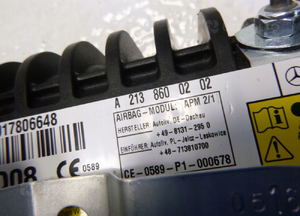 A 213 860 02 02
17806648
AIRBAG-MODUL: APM 2/1
HERSTELLER: Autoliv, DE-Dachau
+49-8131-295 0
EINFÜHRER: Autoliv, PL-Jelcz-Laskowice
+48-713810700
008 CE 0589
CE-0589-P1-000678